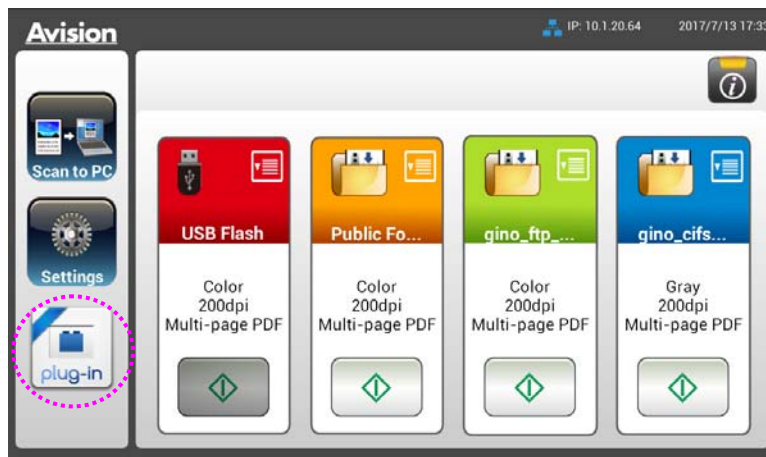 Avision
IP: 10.1.20.64 2017/7/13 17:33
Scan to PC
Settings
plug-in
USB Flash
Color
200dpi
Multi-page PDF
Public Fo...
Color
200dpi
Multi-page PDF
gino_ftp_...
Color
200dpi
Multi-page PDF
gino_cifs...
Gray
200dpi
Multi-page PDF